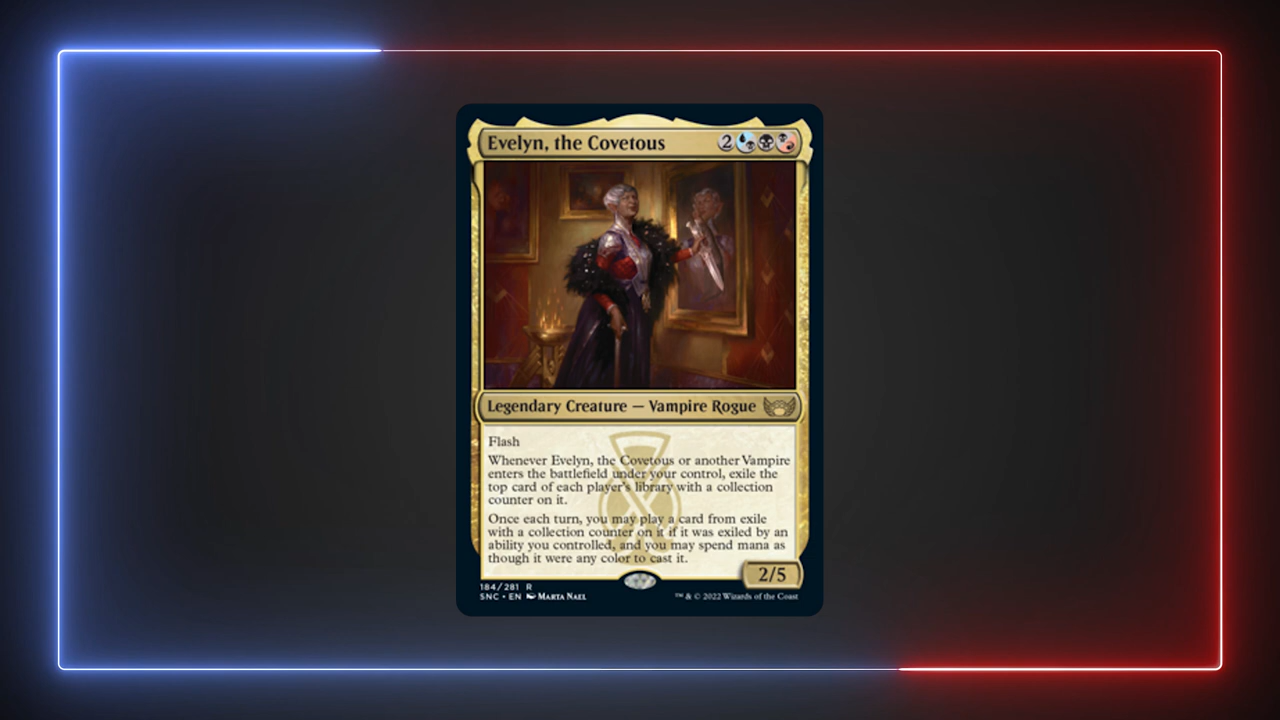 Evelyn, the Covetous 2
Legendary Creature — Vampire Rogue
Flash
Whenever Evelyn, the Covetous or another Vampire
enters the battlefield under your control, exile the
top card of each player's library with a collection
counter on it.
Once each turn, you may play a card from exile
with a collection counter on it if it was exiled by an
ability you controlled, and you may spend mana as
though it were any color to cast it.
2/5
184/281 R
SNC • EN Marta Nael ™ & © 2022 Wizards of the Coast